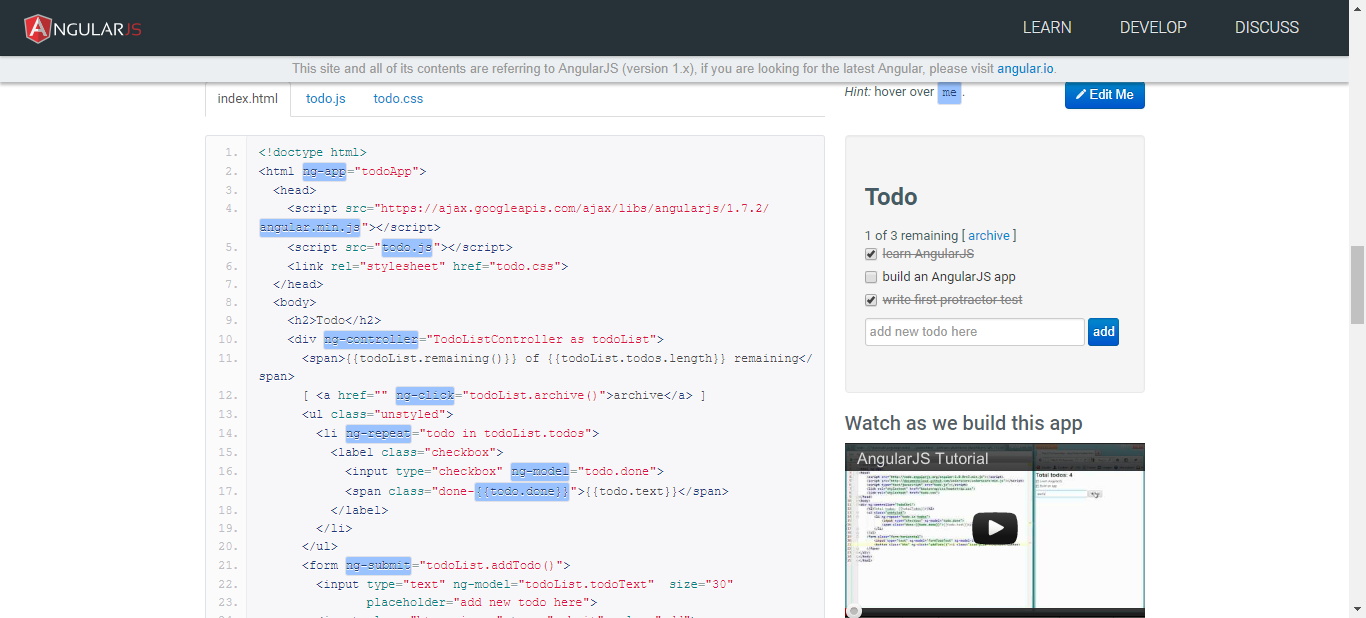 ANGULARJS
LEARN DEVELOP DISCUSS
This site and all of its contents are referring to AngularJS (version 1.x), if you are looking for the latest Angular, please visit angular.io.
index.html todo.js todo.css
Hint: hover over me.
Edit Me
1. <!doctype html>
2. <html ng-app="todoApp">
3. <head>
4. <script src="https://ajax.googleapis.com/ajax/libs/angularjs/1.7.2/
angular.min.js"></script>
5. <script src="todo.js"></script>
6. <link rel="stylesheet" href="todo.css">
7. </head>
8. <body>
9. <h2>Todo</h2>
10. <div ng-controller="TodoListController as todoList">
11. <span>{{todoList.remaining()}} of {{todoList.todos.length}} remaining</
span>
12. [ <a href="" ng-click="todoList.archive()">archive</a> ]
13. <ul class="unstyled">
14. <li ng-repeat="todo in todoList.todos">
15. <label class="checkbox">
16. <input type="checkbox" ng-model="todo.done">
17. <span class="done-{{todo.done}}">{{todo.text}}</span>
18. </label>
19. </li>
20. </ul>
21. <form ng-submit="todoList.addTodo()">
22. <input type="text" ng-model="todoList.todoText" size="30"
23. placeholder="add new todo here">
Todo
1 of 3 remaining [ archive ]
learn AngularJS
build an AngularJS app
write first protractor test
add new todo here add
Watch as we build this app
AngularJS Tutorial
Total todos: 4